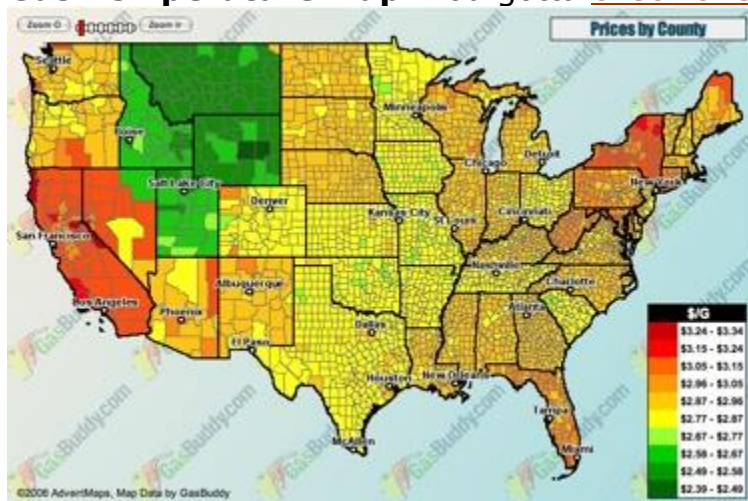 Zoom O
Zoom In
Prices by County
Seattle
Minneapolis
Boise
Detroit
Chicago
New York
Salt Lake City
Denver
Kansas City
St Louis
Cincinnati
San Francisco
Nashville
Charlotte
Los Angeles
Albuquerque
Phoenix
Atlanta
Dallas
El Paso
Houston
New Orleans
Tampa
McAllen
Miami
$/G
$3.24 - $3.34
$3.15 - $3.24
$3.05 - $3.15
$2.96 - $3.05
$2.87 - $2.96
$2.77 - $2.87
$2.67 - $2.77
$2.58 - $2.67
$2.49 - $2.58
$2.39 - $2.49
GasBuddy.com
©2006 AdventMaps, Map Data by GasBuddy